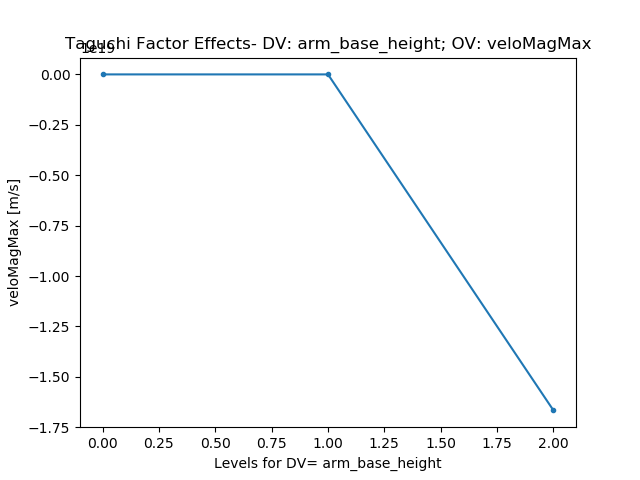 Taguchi Factor Effects- DV: arm_base_height; OV: veloMagMax
1e19
0.00
−0.25
−0.50
−0.75
−1.00
−1.25
−1.50
−1.75
veloMagMax [m/s]
0.00 0.25 0.50 0.75 1.00 1.25 1.50 1.75 2.00
Levels for DV= arm_base_height